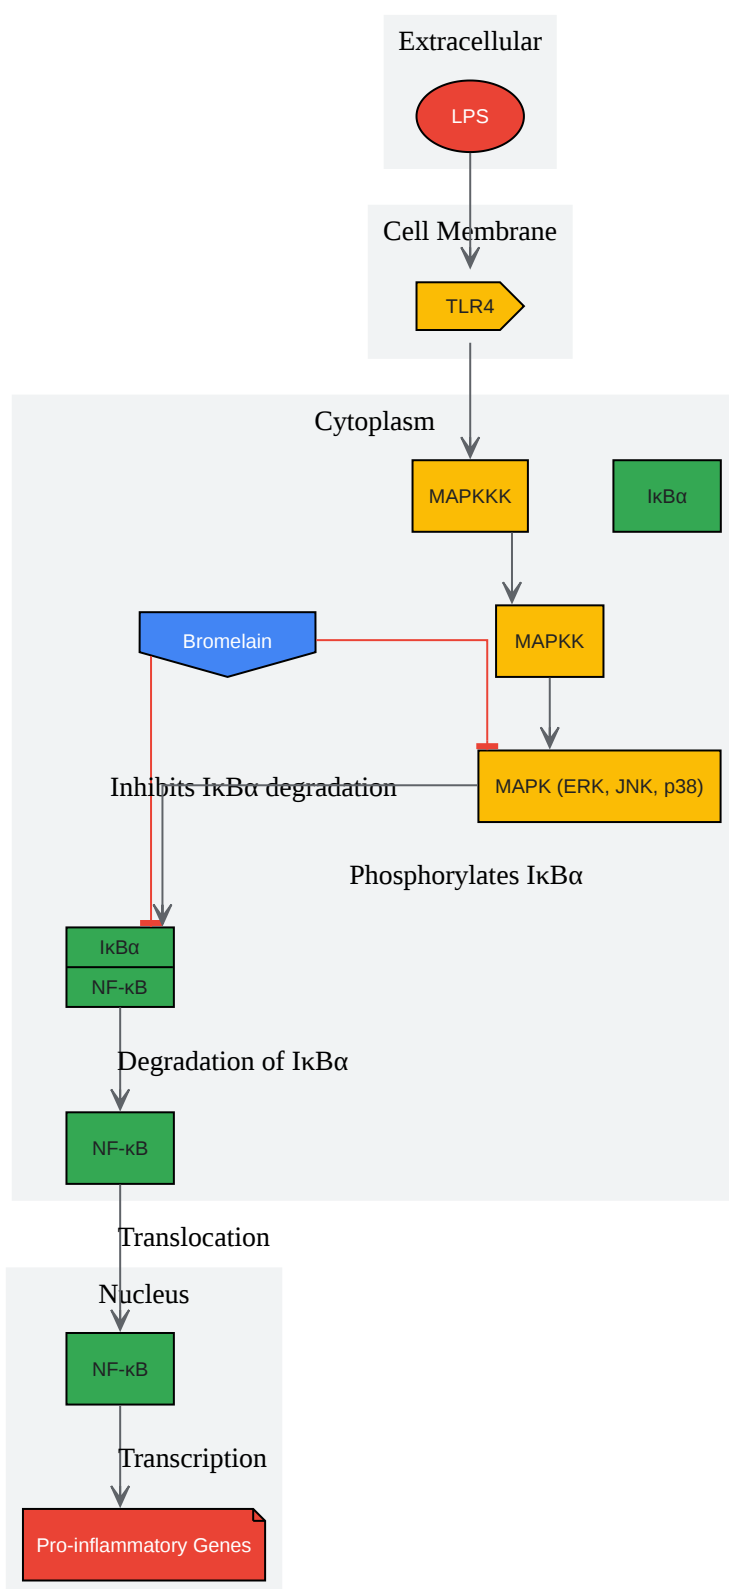 Extracellular
LPS
Cell Membrane
TLR4
Cytoplasm
MAPKKK
IκBα
Bromelain
MAPKK
Inhibits IκBα degradation
MAPK (ERK, JNK, p38)
Phosphorylates IκBα
IκBα
NF-κB
Degradation of IκBα
NF-κB
Translocation
Nucleus
NF-κB
Transcription
Pro-inflammatory Genes